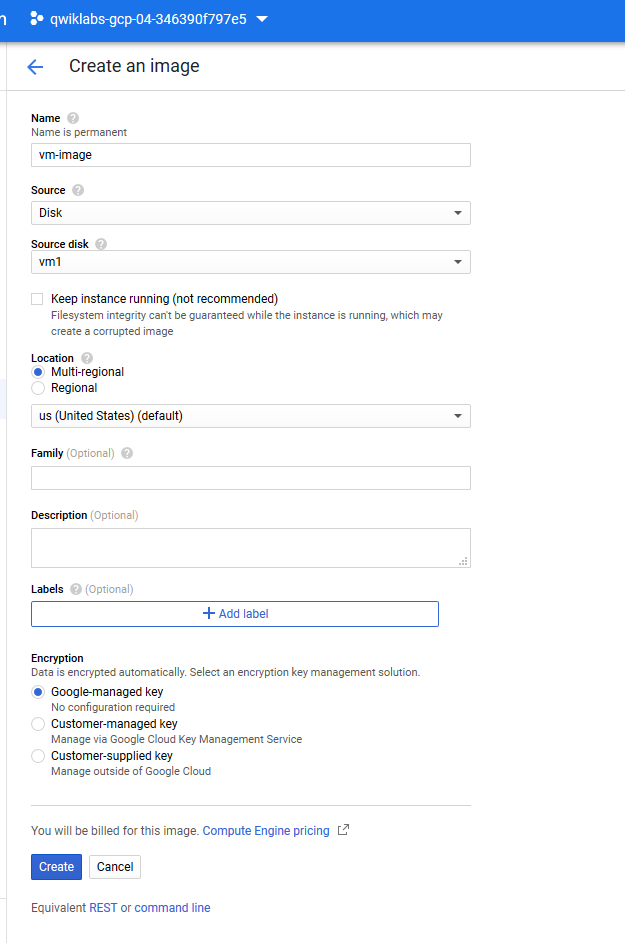 qwiklabs-gcp-04-346390f797e5
Create an image
Name
Name is permanent
vm-image
Source
Disk
Source disk
vm1
Keep instance running (not recommended)
Filesystem integrity can't be guaranteed while the instance is running, which may
create a corrupted image
Location
Multi-regional
Regional
us (United States) (default)
Family (Optional)
Description (Optional)
Labels (Optional)
+ Add label
Encryption
Data is encrypted automatically. Select an encryption key management solution.
Google-managed key
No configuration required
Customer-managed key
Manage via Google Cloud Key Management Service
Customer-supplied key
Manage outside of Google Cloud
You will be billed for this image. Compute Engine pricing
Create Cancel
Equivalent REST or command line